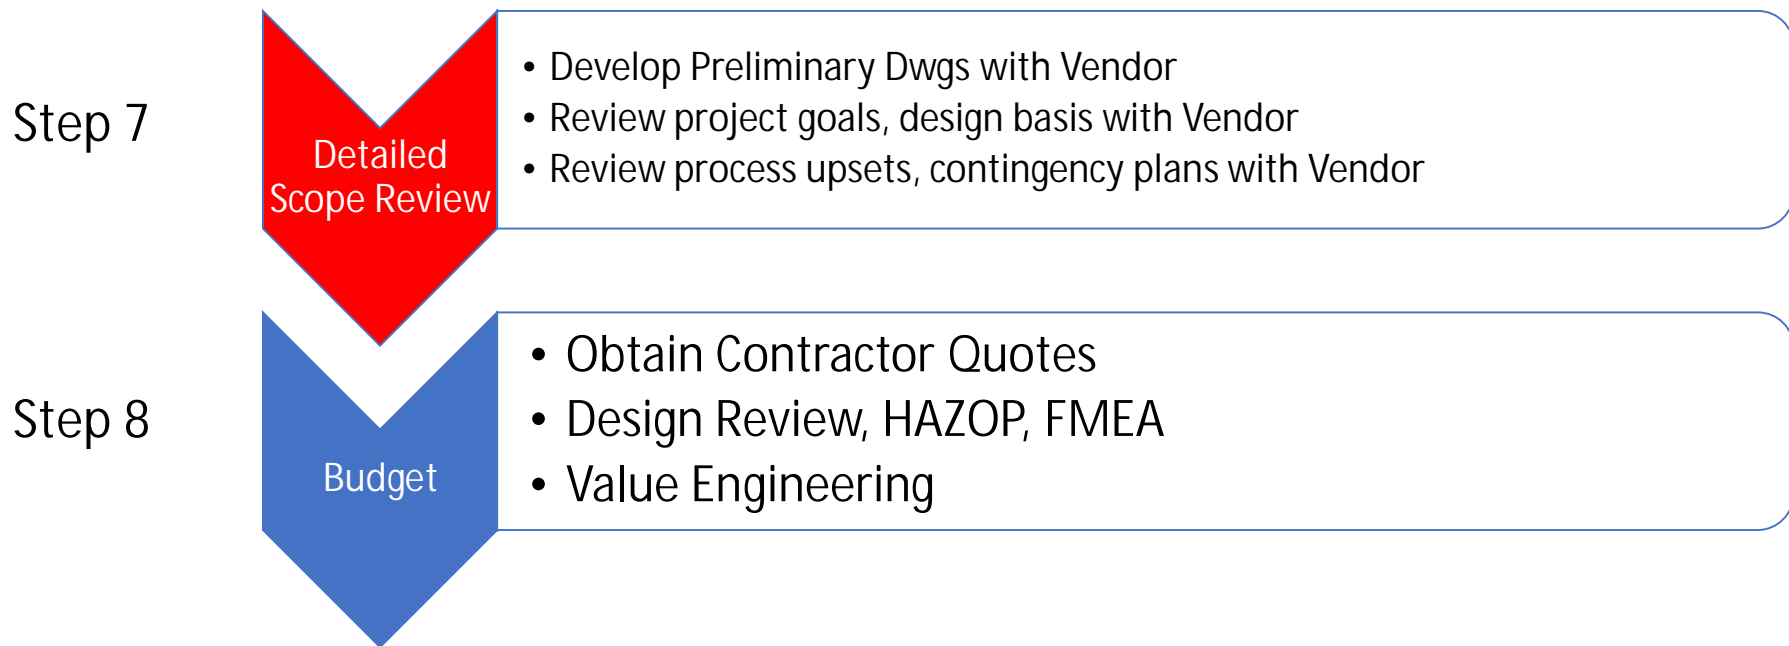 Step 7
Detailed
Scope Review
• Develop Preliminary Dwgs with Vendor
• Review project goals, design basis with Vendor
• Review process upsets, contingency plans with Vendor
Step 8
Budget
• Obtain Contractor Quotes
• Design Review, HAZOP, FMEA
• Value Engineering